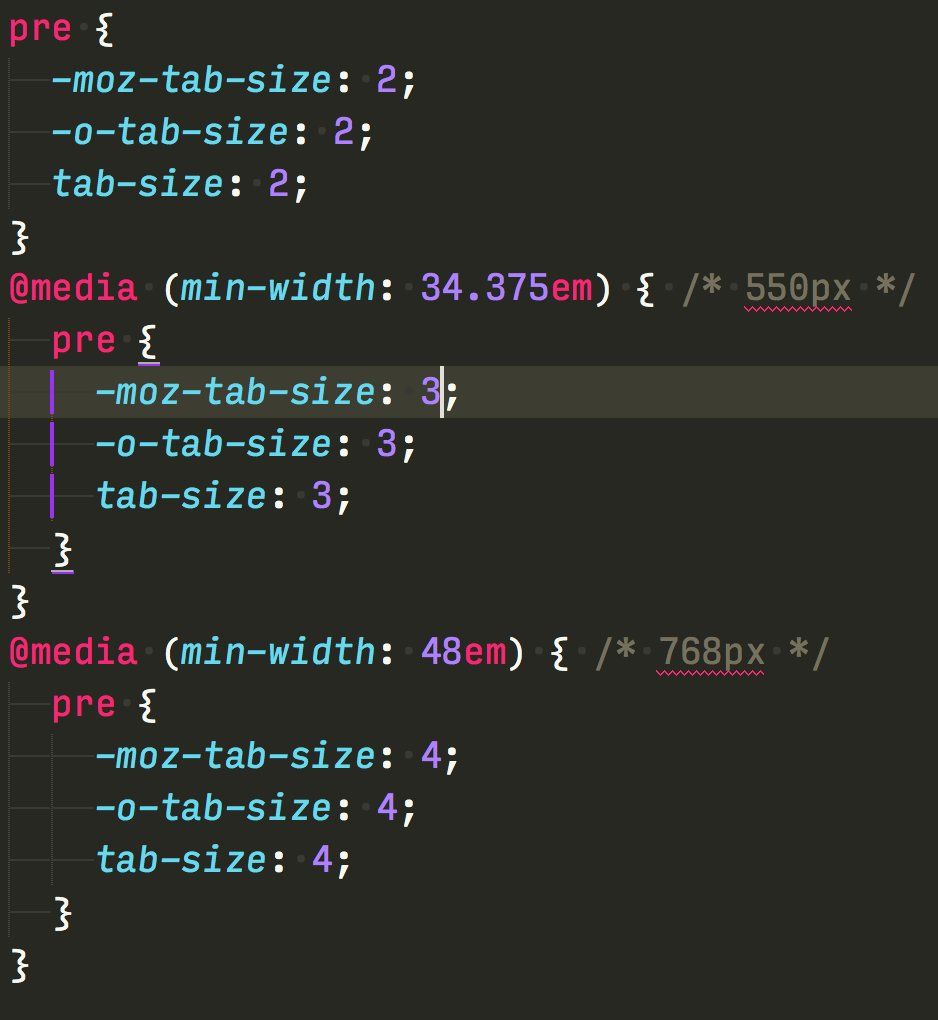 pre {
	-moz-tab-size: 2;
	-o-tab-size: 2;
	tab-size: 2;
}
@media (min-width: 34.375em) { /* 550px */
	pre {
		-moz-tab-size: 3;
		-o-tab-size: 3;
		tab-size: 3;
	}
}
@media (min-width: 48em) { /* 768px */
	pre {
		-moz-tab-size: 4;
		-o-tab-size: 4;
		tab-size: 4;
	}
}